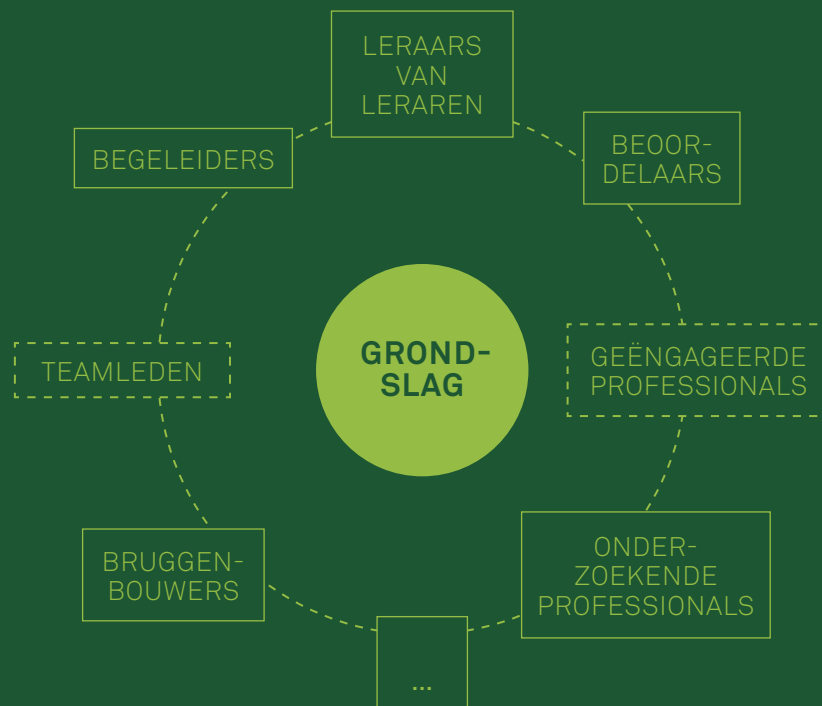 LERAARS
VAN
LERAREN
BEOOR-
DELAARS
BEGELEIDERS
GROND-
SLAG
GEËNGAGEERDE
PROFESSIONALS
TEAMLEDEN
ONDER-
ZOEKENDE
PROFESSIONALS
BRUGGEN-
BOUWERS
...